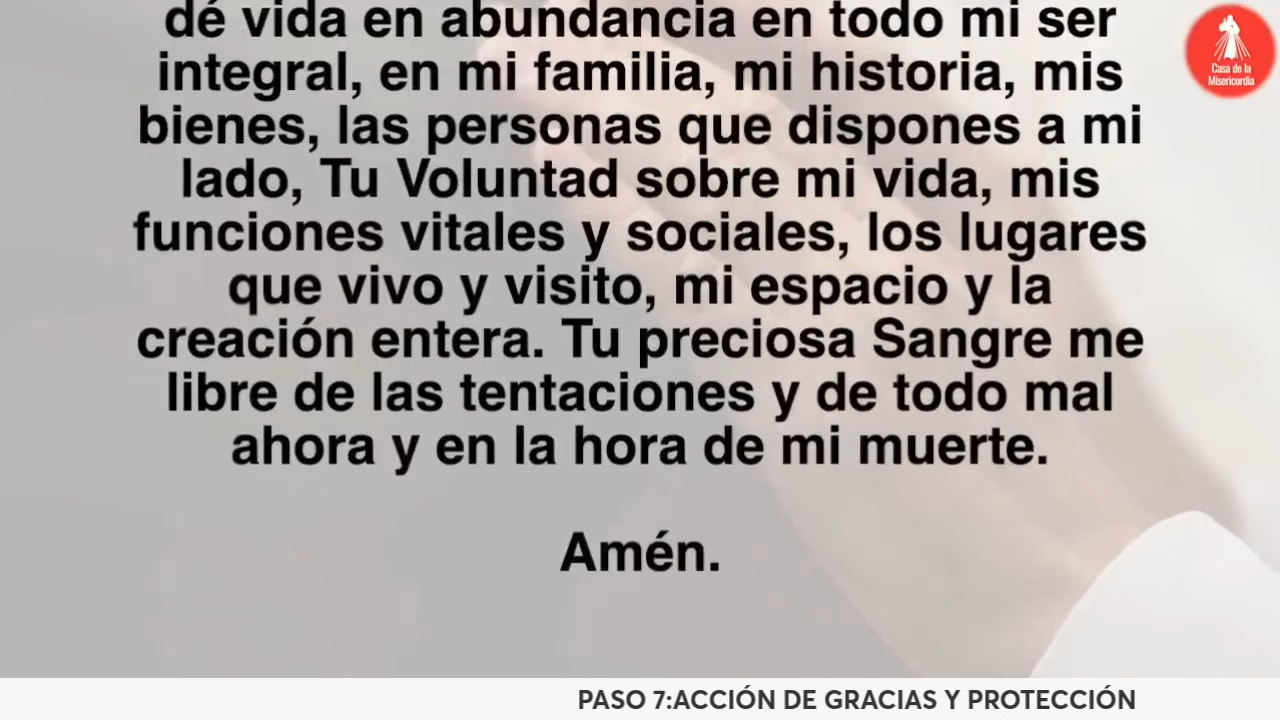 dé vida en abundancia en todo mi ser
integral, en mi familia, mi historia, mis
bienes, las personas que dispones a mi
lado, Tu Voluntad sobre mi vida, mis
funciones vitales y sociales, los lugares
que vivo y visito, mi espacio y la
creación entera. Tu preciosa Sangre me
libre de las tentaciones y de todo mal
ahora y en la hora de mi muerte.
Amén.
Casa de la
Misericordia
PASO 7:ACCIÓN DE GRACIAS Y PROTECCIÓN